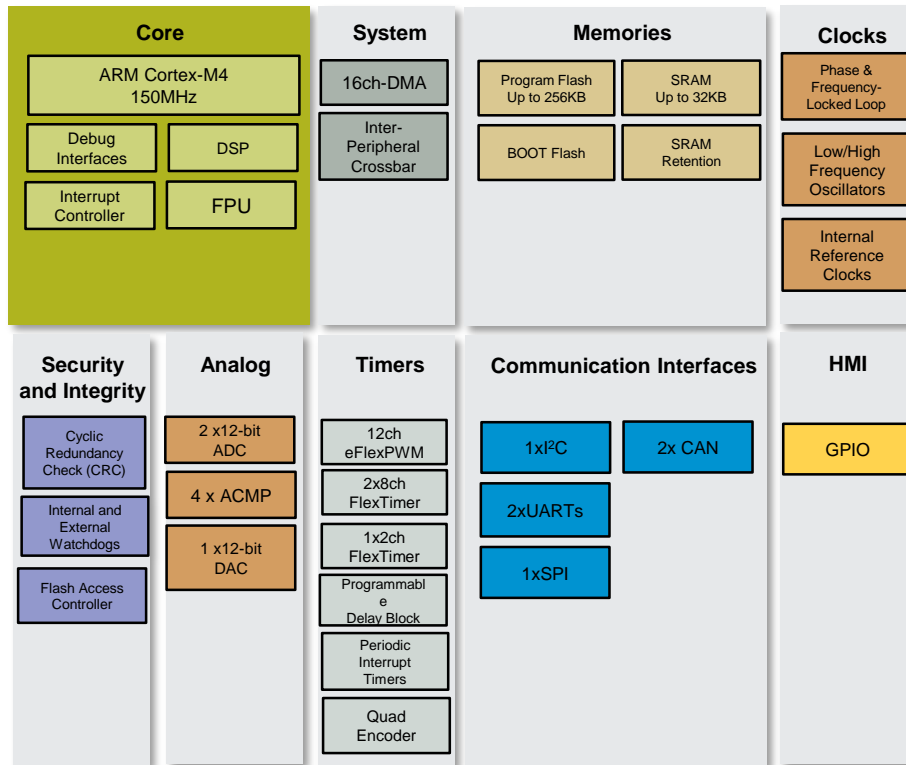 Core
ARM Cortex-M4
150MHz
Debug
Interfaces
DSP
Interrupt
Controller
FPU
System
16ch-DMA
Inter-
Peripheral
Crossbar
Memories
Program Flash
Up to 256KB
SRAM
Up to 32KB
BOOT Flash
SRAM
Retention
Clocks
Phase &
Frequency-
Locked Loop
Low/High
Frequency
Oscillators
Internal
Reference
Clocks
Security
and Integrity
Cyclic
Redundancy
Check (CRC)
Internal and
External
Watchdogs
Flash Access
Controller
Analog
2 x12-bit
ADC
4 x ACMP
1 x12-bit
DAC
Timers
12ch
eFlexPWM
2x8ch
FlexTimer
1x2ch
FlexTimer
Programmabl
e
Delay Block
Periodic
Interrupt
Timers
Quad
Encoder
Communication Interfaces
1xI²C
2x CAN
2xUARTs
1xSPI
HMI
GPIO